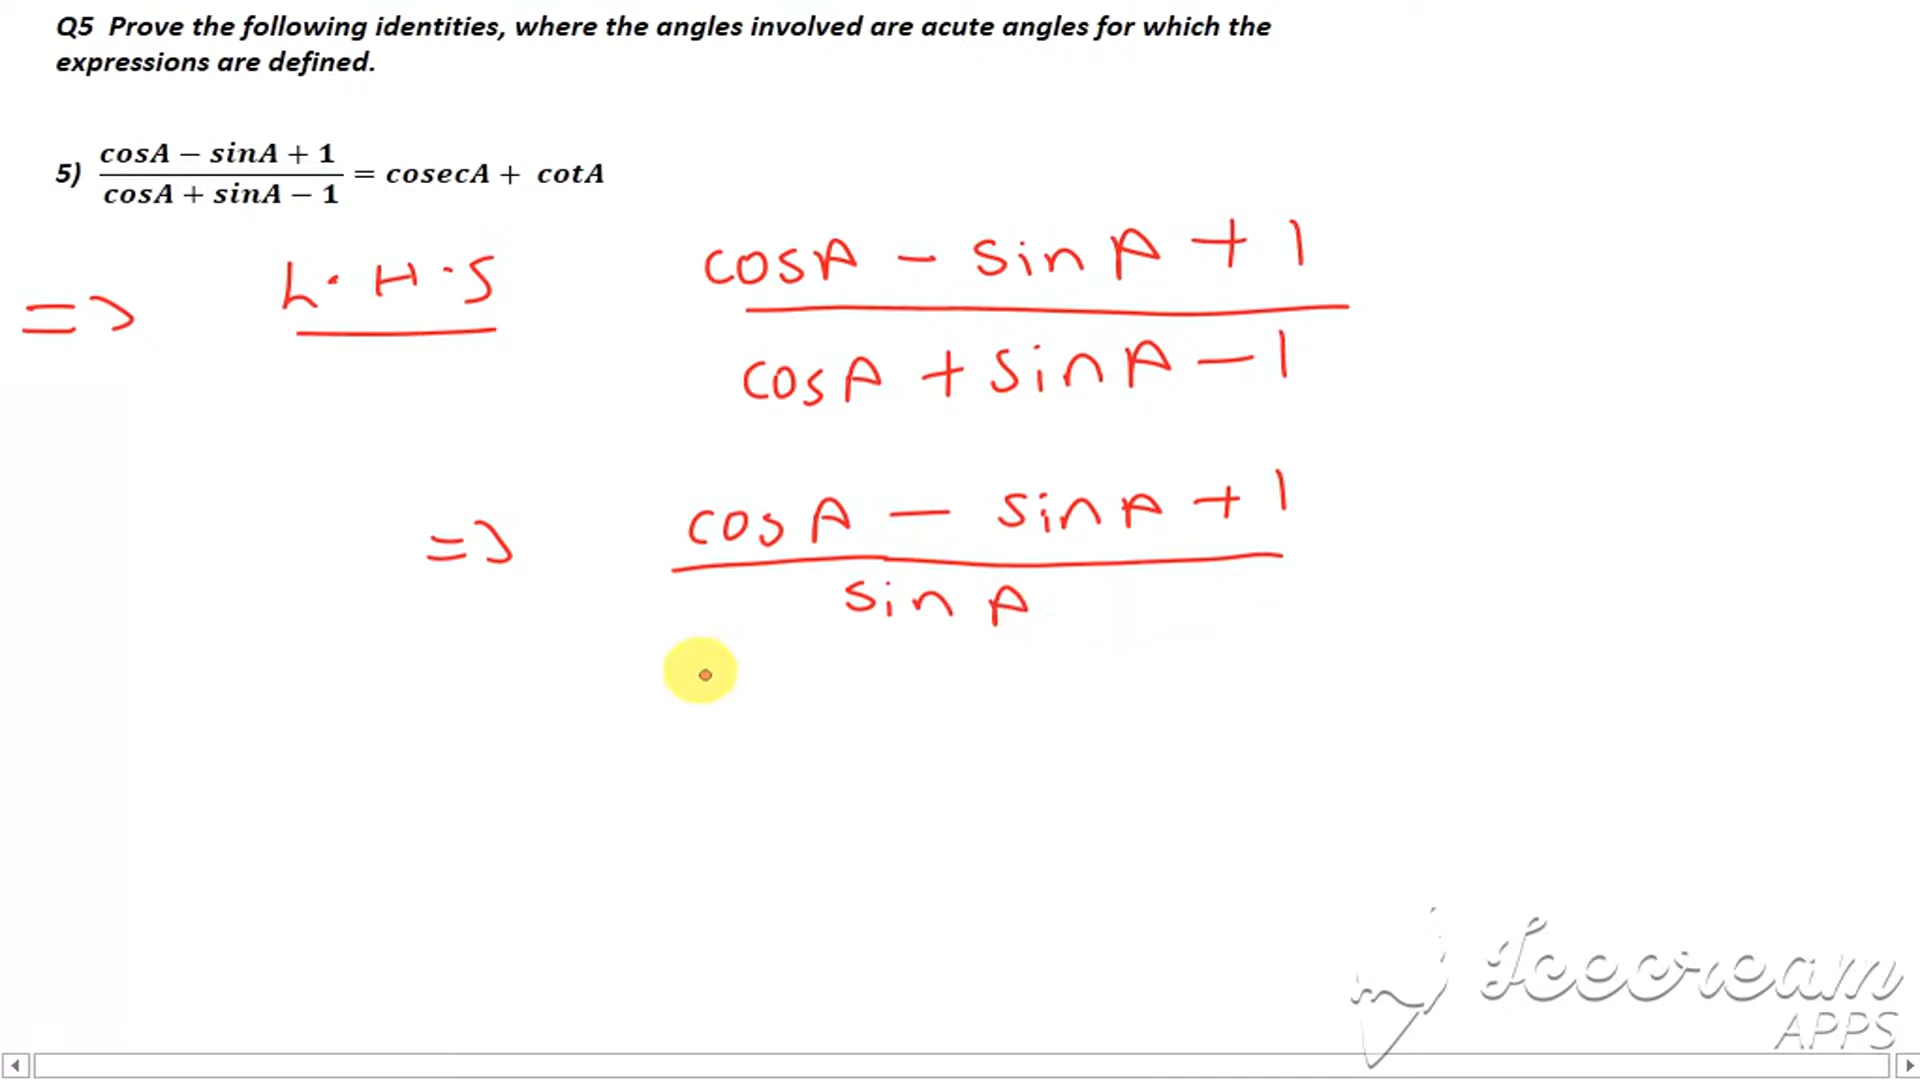 Q5 Prove the following identities, where the angles involved are acute angles for which the
expressions are defined.
5) cosA − sinA + 1
cosA + sinA − 1
= cosecA + cotA
=> L.H.S
cosA - sinA + 1
cosA + sinA - 1
=> cosA - sinA + 1
sinA
Icecream
APPS